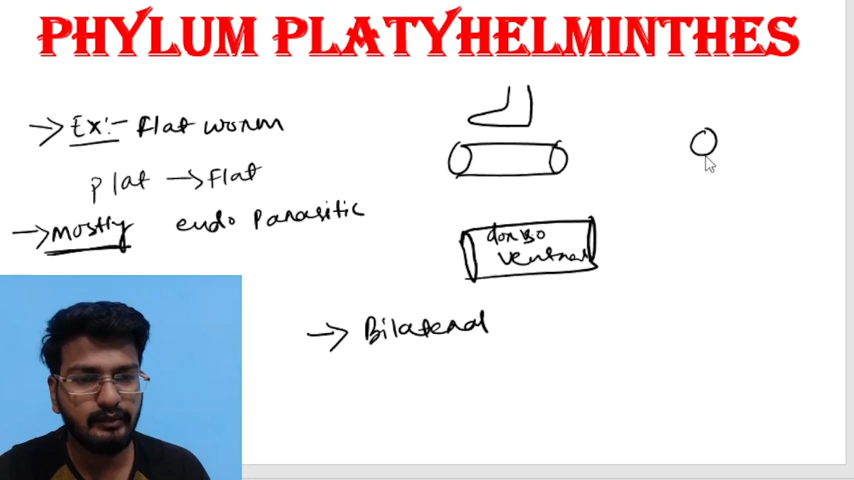 PHYLUM PLATYHELMINTHES
→ Ex:- Flat worm
plat → Flat
→ Mostly endo Parasitic
dorso
ventral
→ Bilateral